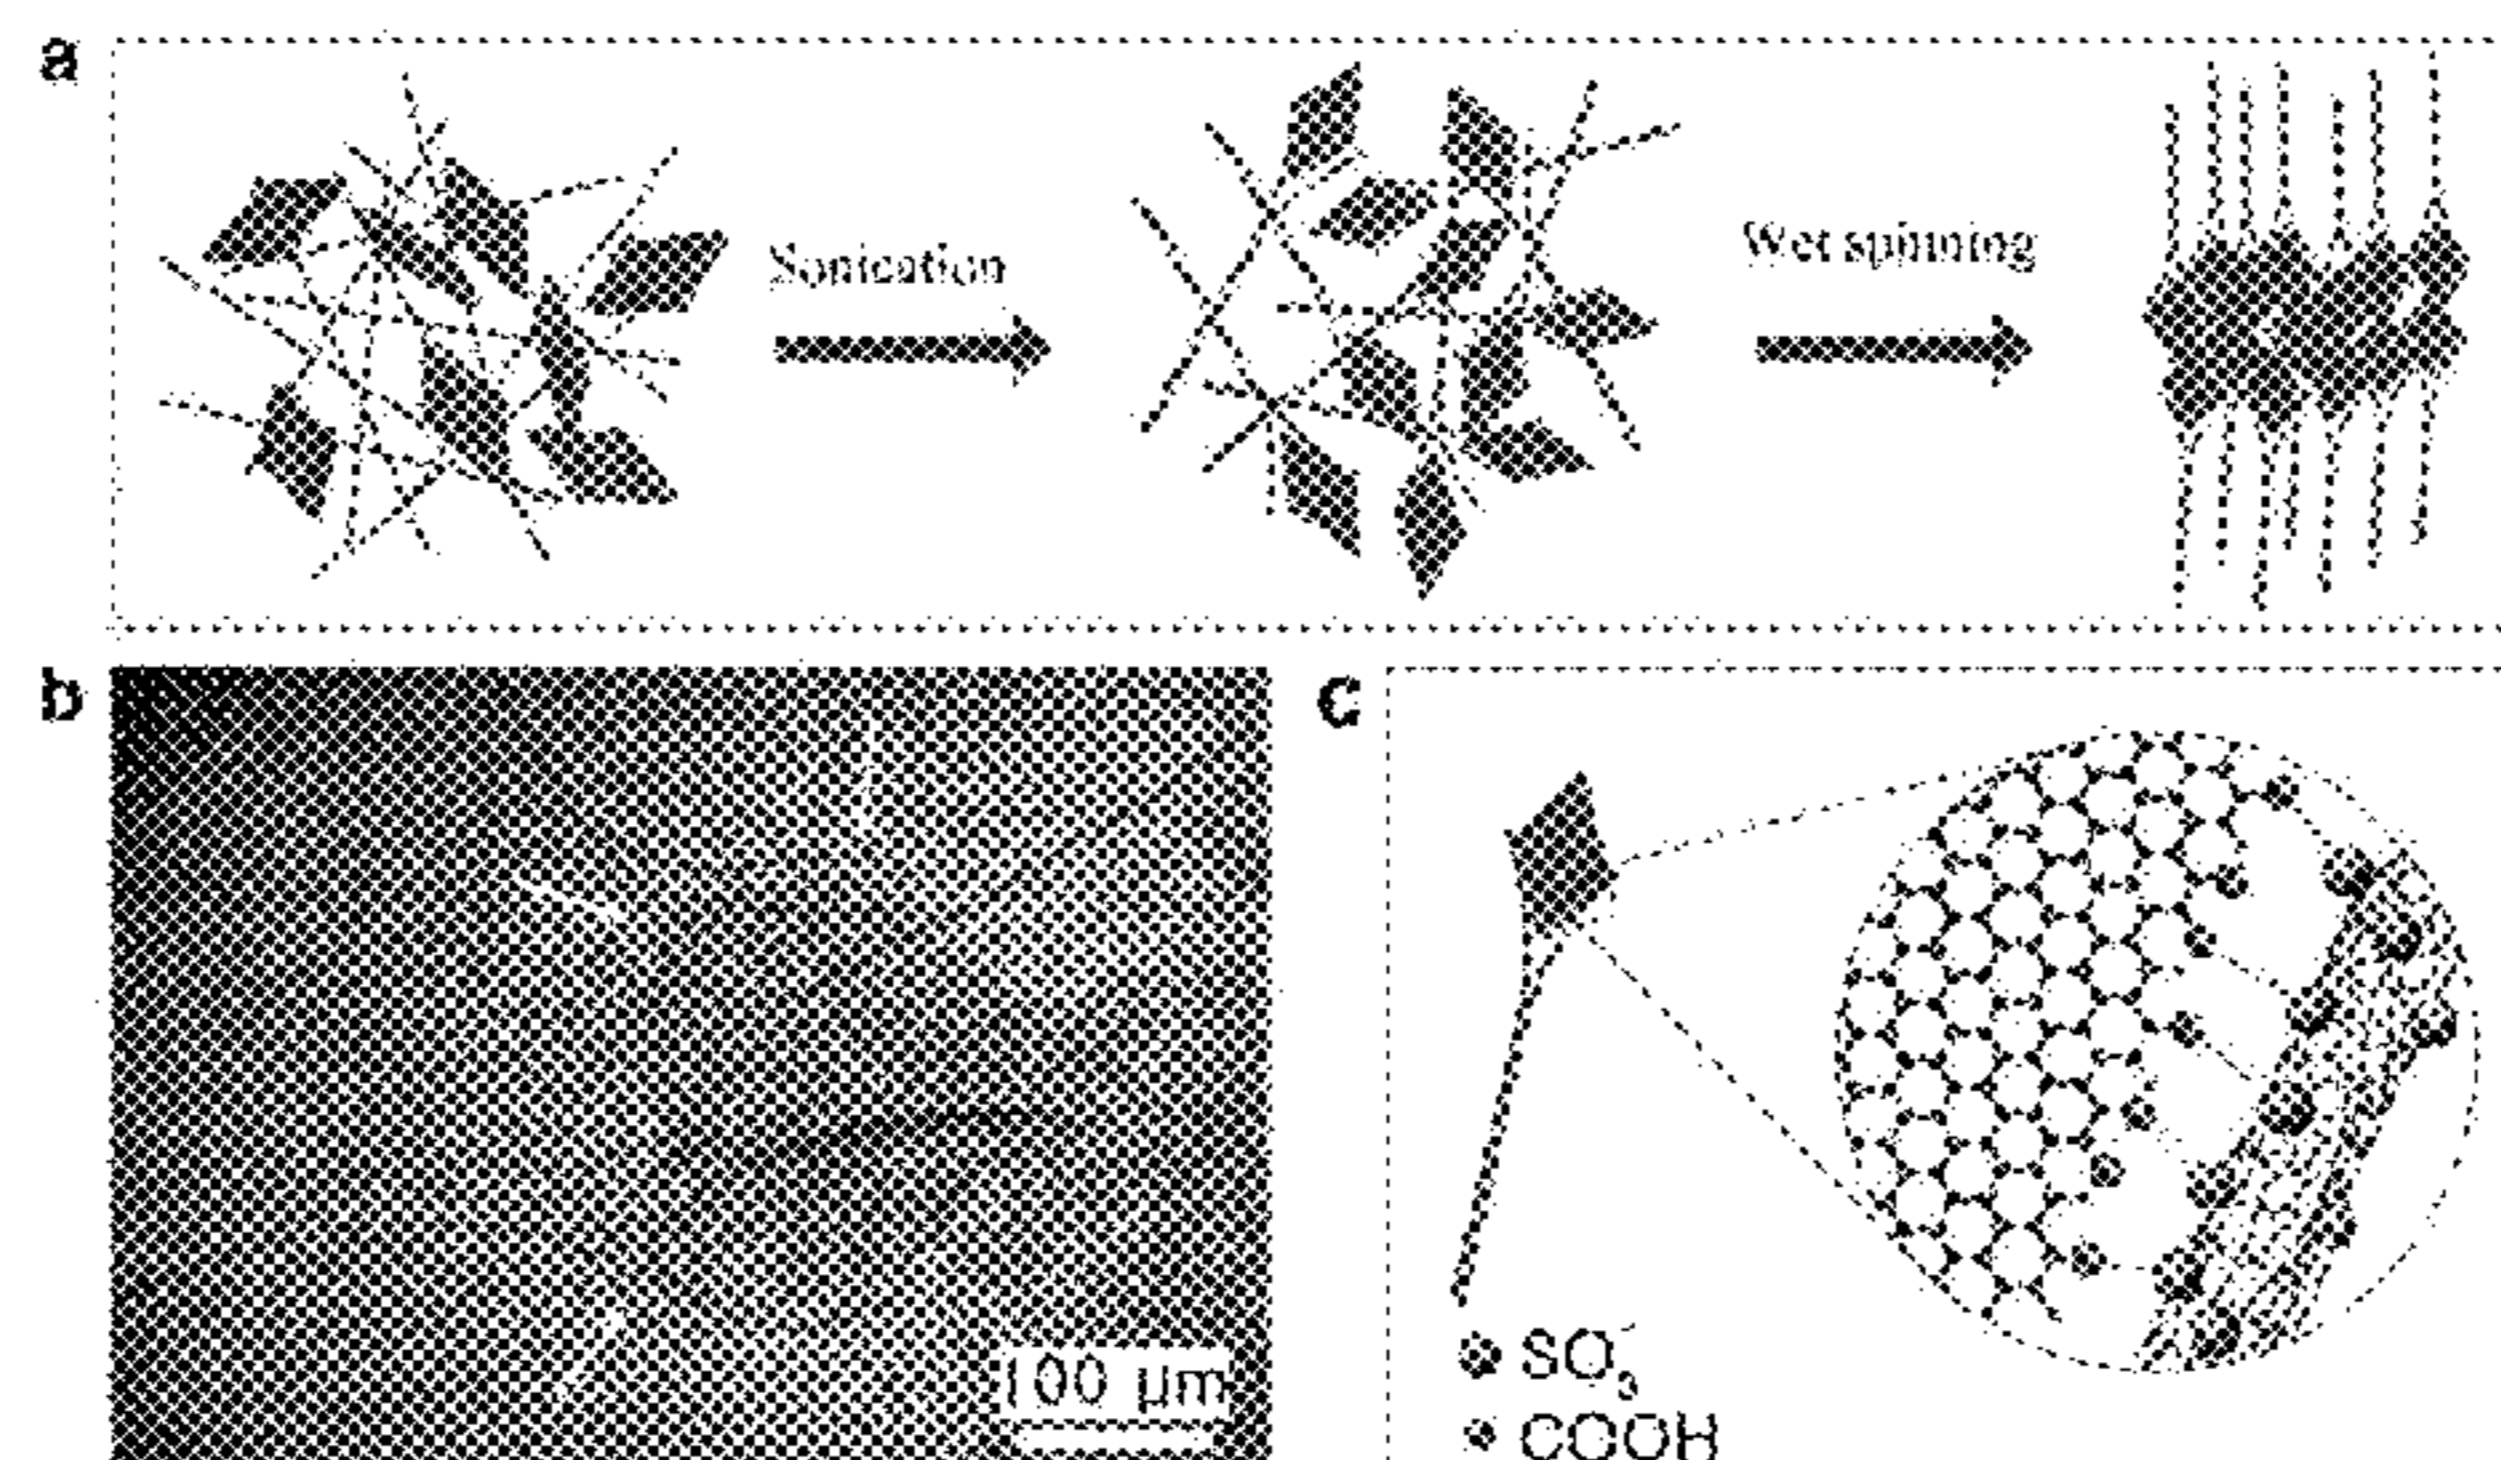 a
Sonication
Wet spinning
b
c
100 μm
SO₃⁻
COOH